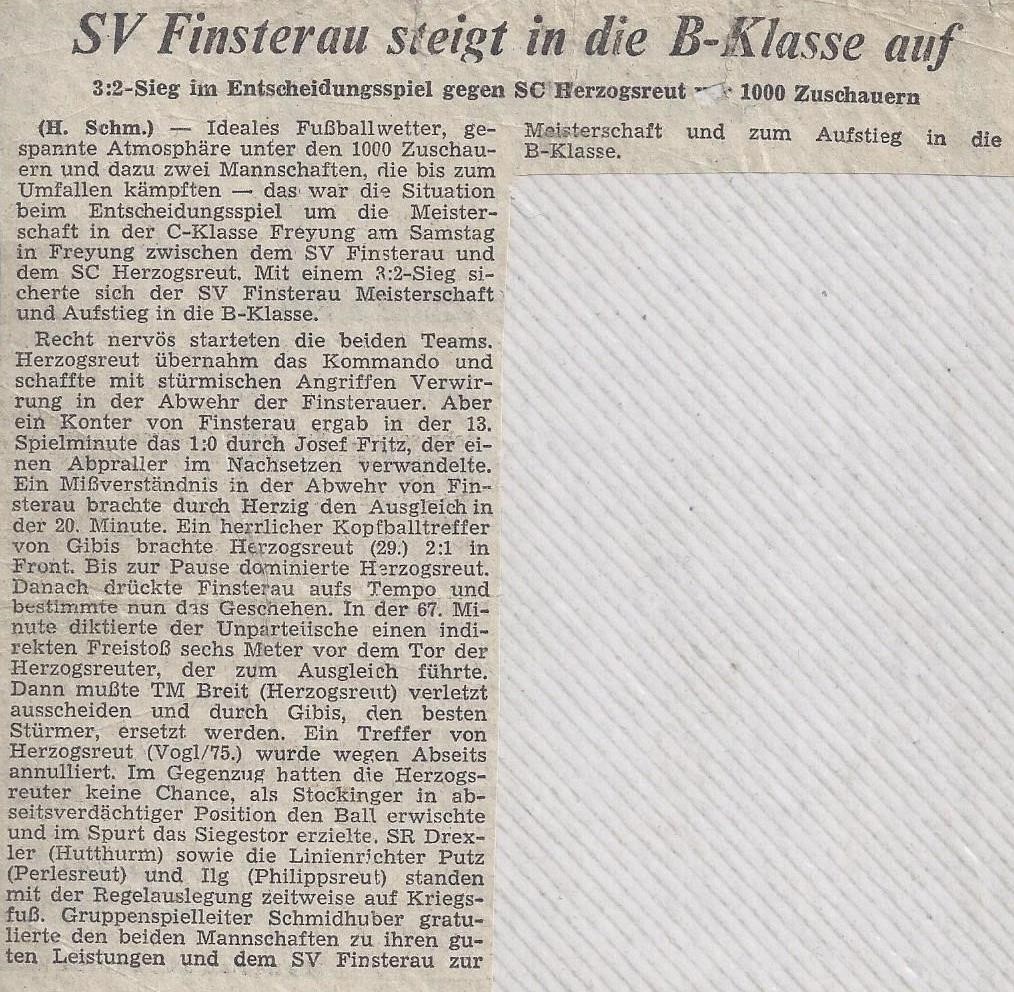 SV Finsterau steigt in die B-Klasse auf
3:2-Sieg im Entscheidungsspiel gegen SC Herzogsreut 1000 Zuschauern
(H. Schm.) — Ideales Fußballwetter, ge-
spannte Atmosphäre unter den 1000 Zuschau-
ern und dazu zwei Mannschaften, die bis zum
Umfallen kämpften — das war die Situation
beim Entscheidungsspiel um die Meister-
schaft in der C-Klasse Freyung am Samstag
in Freyung zwischen dem SV Finsterau und
dem SC Herzogsreut. Mit einem 3:2-Sieg si-
cherte sich der SV Finsterau Meisterschaft
und Aufstieg in die B-Klasse.
Recht nervös starteten die beiden Teams.
Herzogsreut übernahm das Kommando und
schaffte mit stürmischen Angriffen Verwir-
rung in der Abwehr der Finsterauer. Aber
ein Konter von Finsterau ergab in der 13.
Spielminute das 1:0 durch Josef Fritz, der ei-
nen Abpraller im Nachsetzen verwandelte.
Ein Mißverständnis in der Abwehr von Fin-
sterau brachte durch Herzig den Ausgleich in
der 20. Minute. Ein herrlicher Kopfballtreffer
von Gibis brachte Herzogsreut (29.) 2:1 in
Front. Bis zur Pause dominierte Herzogsreut.
Danach drückte Finsterau aufs Tempo und
bestimmte nun das Geschehen. In der 67. Mi-
nute diktierte der Unparteiische einen indi-
rekten Freistoß sechs Meter vor dem Tor der
Herzogsreuter, der zum Ausgleich führte.
Dann mußte TM Breit (Herzogsreut) verletzt
ausscheiden und durch Gibis, den besten
Stürmer, ersetzt werden. Ein Treffer von
Herzogsreut (Vogl/75.) wurde wegen Abseits
annulliert. Im Gegenzug hatten die Herzogs-
reuter keine Chance, als Stockinger in ab-
seitsverdächtiger Position den Ball erwischte
und im Spurt das Siegestor erzielte. SR Drex-
ler (Hutthurm) sowie die Linienrichter Putz
(Perlesreut) und Ilg (Philippsreut) standen
mit der Regelauslegung zeitweise auf Kriegs-
fuß. Gruppenspielleiter Schmidhuber gratu-
lierte den beiden Mannschaften zu ihren gu-
ten Leistungen und dem SV Finsterau zur
Meisterschaft und zum Aufstieg in die
B-Klasse.